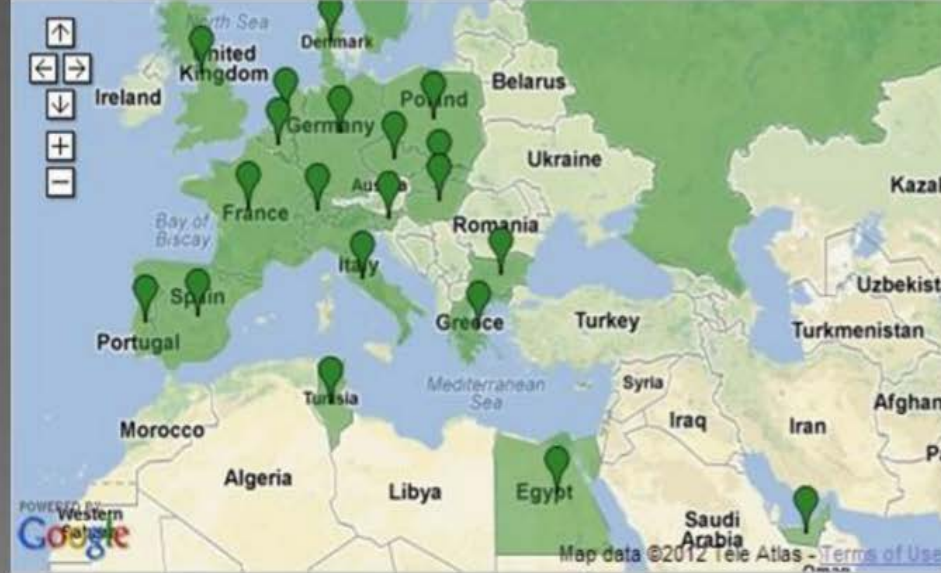 North Sea
Denmark
United
Kingdom
Ireland
Belarus
Poland
Germany
Ukraine
Kazal
Austria
France
Bay of
Biscay
Romania
Italy
Spain
Uzbekist
Portugal
Greece
Turkey
Turkmenistan
Mediterranean
Sea
Syria
Tunisia
Afghan
Iraq
Iran
Morocco
P
Algeria
Libya
Egypt
POWERED BY
Google
Western
Saudi
Arabia
Map data ©2012 Tele Atlas - Terms of Use
Oman